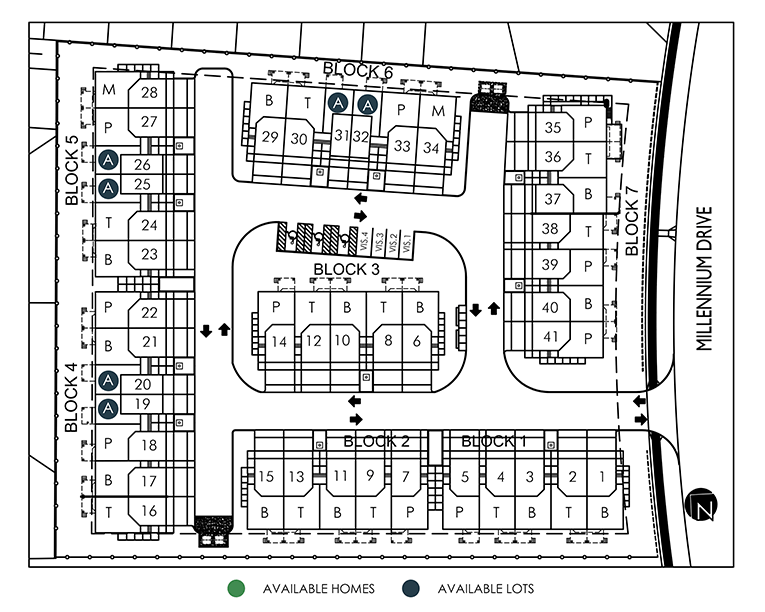 BLOCK 6
B T A A P M
29 30 31 32 33 34
BLOCK 5
M 28
P 27
A 26
A 25
T 24
B 23
BLOCK 4
P 22
B 21
A 20
A 19
P 18
B 17
T 16
VIS.4 VIS.3 VIS.2 VIS.1
BLOCK 3
P T B T B
14 12 10 8 6
35 P
36 T
37 B
38 T
39 P
40 B
41 P
BLOCK 7
MILLENNIUM DRIVE
BLOCK 2 BLOCK 1
15 13 11 9 7 5 4 3 2 1
B T B T P P T B T B
N
AVAILABLE HOMES AVAILABLE LOTS